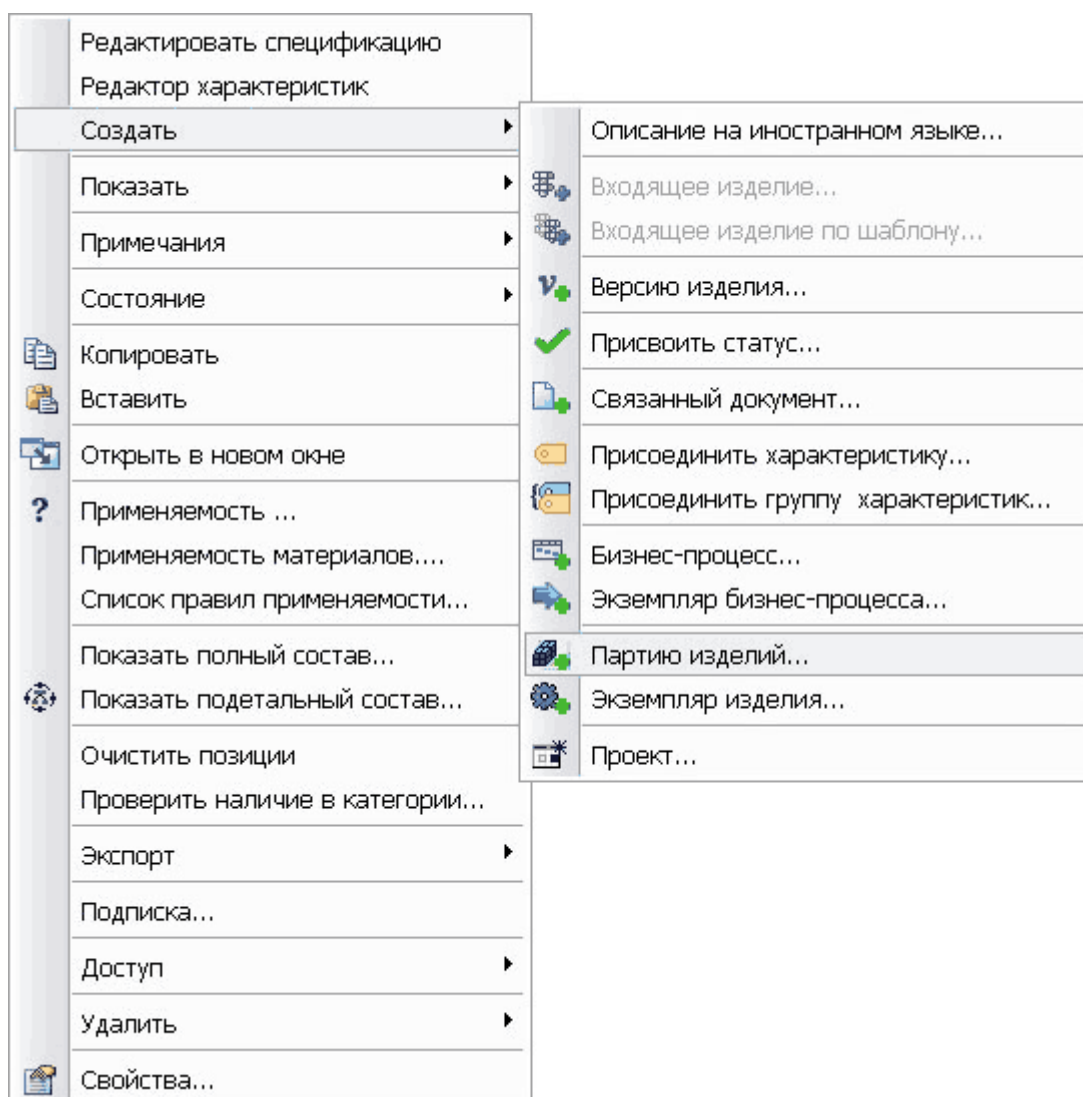 Редактировать спецификацию
Редактор характеристик
Создать
Показать
Примечания
Состояние
Копировать
Вставить
Открыть в новом окне
Применяемость ...
Применяемость материалов....
Список правил применяемости...
Показать полный состав...
Показать подетальный состав...
Очистить позиции
Проверить наличие в категории...
Экспорт
Подписка...
Доступ
Удалить
Свойства...
Описание на иностранном языке...
Входящее изделие...
Входящее изделие по шаблону...
Версию изделия...
Присвоить статус...
Связанный документ...
Присоединить характеристику...
Присоединить группу характеристик...
Бизнес-процесс...
Экземпляр бизнес-процесса...
Партию изделий...
Экземпляр изделия...
Проект...